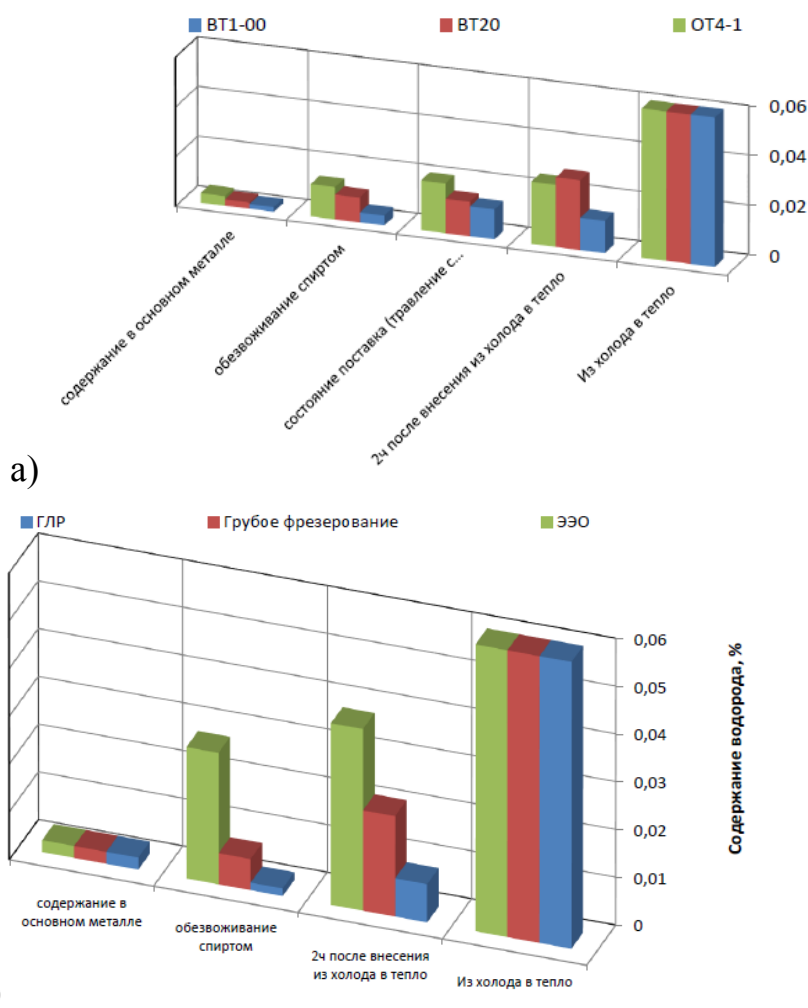 ВТ1-00 ВТ20 ОТ4-1
0,06
0,04
0,02
0
содержание в основном металле
обезвоживание спиртом
состояние поставка (травление с...
2ч после внесения из холода в тепло
Из холода в тепло
а)
ГЛР Грубое фрезерование ЭЭО
0,06
0,05
0,04
0,03
0,02
0,01
0
Содержание водорода, %
содержание в
основном металле
обезвоживание
спиртом
2ч после внесения
из холода в тепло
Из холода в тепло